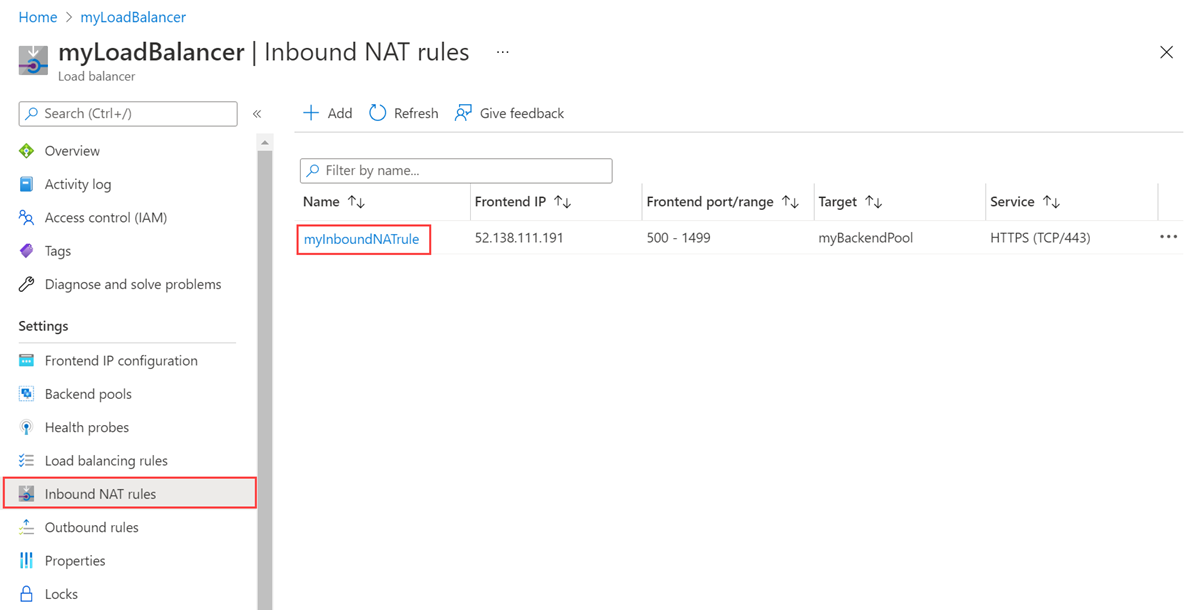 Home > myLoadBalancer
myLoadBalancer | Inbound NAT rules ...
Load balancer
Search (Ctrl+/) «
Add Refresh Give feedback
Overview
Activity log
Access control (IAM)
Tags
Diagnose and solve problems
Settings
Frontend IP configuration
Backend pools
Health probes
Load balancing rules
Inbound NAT rules
Outbound rules
Properties
Locks
Filter by name...
Name ↑↓ Frontend IP ↑↓ Frontend port/range ↑↓ Target ↑↓ Service ↑↓
myInboundNATrule 52.138.111.191 500 - 1499 myBackendPool HTTPS (TCP/443) ...